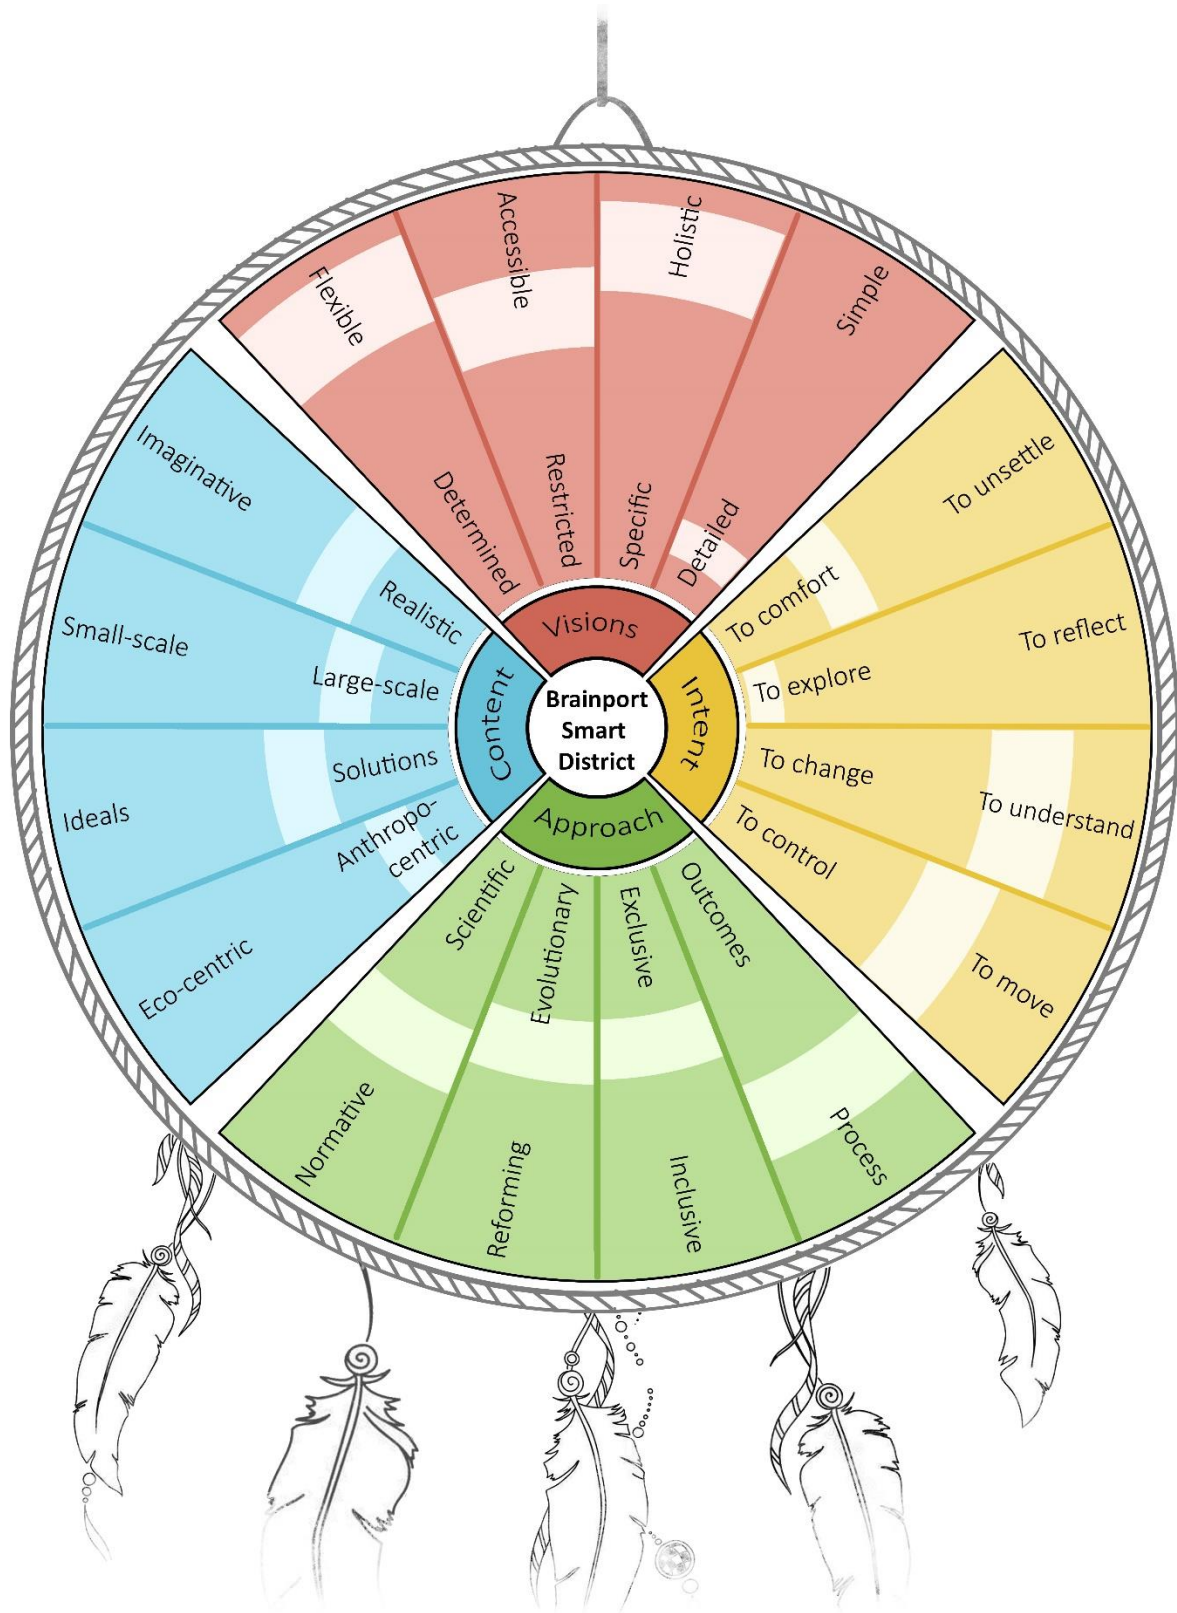 Flexible
Accessible
Holistic
Simple
Determined
Restricted
Specific
Detailed
Visions
To unsettle
To reflect
To understand
To move
To comfort
To explore
To change
To control
Intent
Imaginative
Small-scale
Ideals
Eco-centric
Realistic
Large-scale
Solutions
Anthropo-
centric
Content
Brainport
Smart
District
Approach
Scientific
Evolutionary
Exclusive
Outcomes
Normative
Reforming
Inclusive
Process